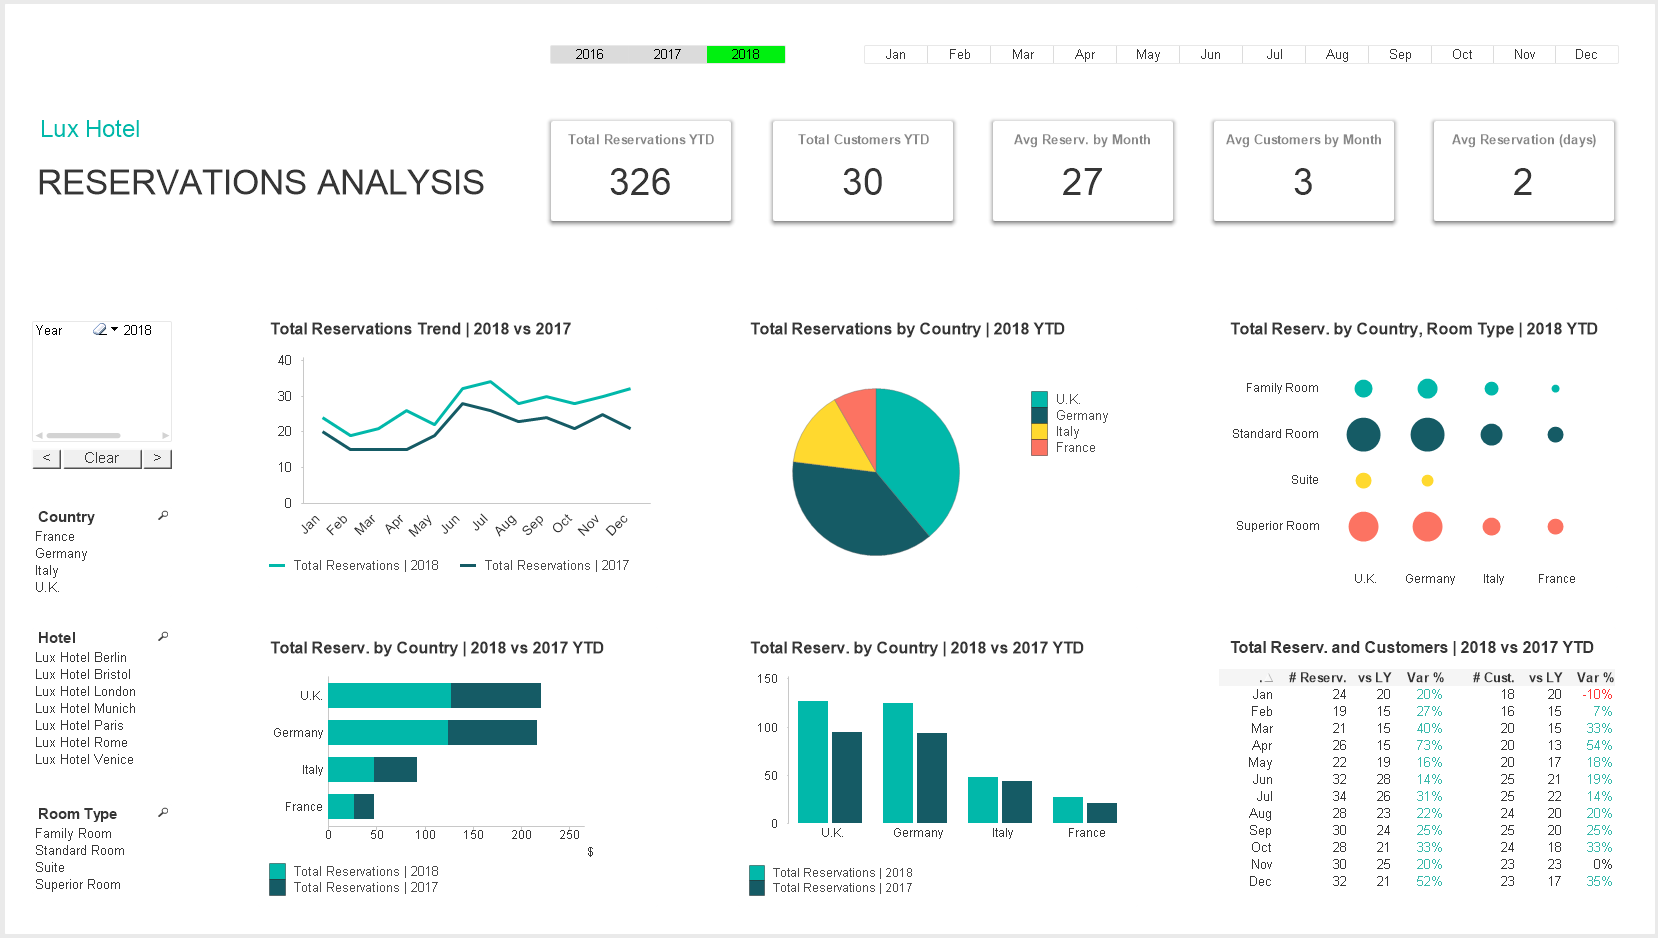 2016 2017 2018
Jan Feb Mar Apr May Jun Jul Aug Sep Oct Nov Dec
Lux Hotel
RESERVATIONS ANALYSIS
Total Reservations YTD
326
Total Customers YTD
30
Avg Reserv. by Month
27
Avg Customers by Month
3
Avg Reservation (days)
2
Year 2018
< Clear >
Country
France
Germany
Italy
U.K.
Hotel
Lux Hotel Berlin
Lux Hotel Bristol
Lux Hotel London
Lux Hotel Munich
Lux Hotel Paris
Lux Hotel Rome
Lux Hotel Venice
Room Type
Family Room
Standard Room
Suite
Superior Room
Total Reservations Trend | 2018 vs 2017
40
30
20
10
0
Jan Feb Mar Apr May Jun Jul Aug Sep Oct Nov Dec
Total Reservations | 2018 Total Reservations | 2017
Total Reservations by Country | 2018 YTD
U.K.
Germany
Italy
France
Total Reserv. by Country, Room Type | 2018 YTD
Family Room
Standard Room
Suite
Superior Room
U.K. Germany Italy France
Total Reserv. by Country | 2018 vs 2017 YTD
U.K.
Germany
Italy
France
0 50 100 150 200 250
$
Total Reservations | 2018
Total Reservations | 2017
Total Reserv. by Country | 2018 vs 2017 YTD
150
100
50
0
U.K. Germany Italy France
Total Reservations | 2018
Total Reservations | 2017
Total Reserv. and Customers | 2018 vs 2017 YTD
. # Reserv. vs LY Var % # Cust. vs LY Var %
Jan 24 20 20% 18 20 -10%
Feb 19 15 27% 16 15 7%
Mar 21 15 40% 20 15 33%
Apr 26 15 73% 20 13 54%
May 22 19 16% 20 17 18%
Jun 32 28 14% 25 21 19%
Jul 34 26 31% 25 22 14%
Aug 28 23 22% 24 20 20%
Sep 30 24 25% 25 20 25%
Oct 28 21 33% 24 18 33%
Nov 30 25 20% 23 23 0%
Dec 32 21 52% 23 17 35%